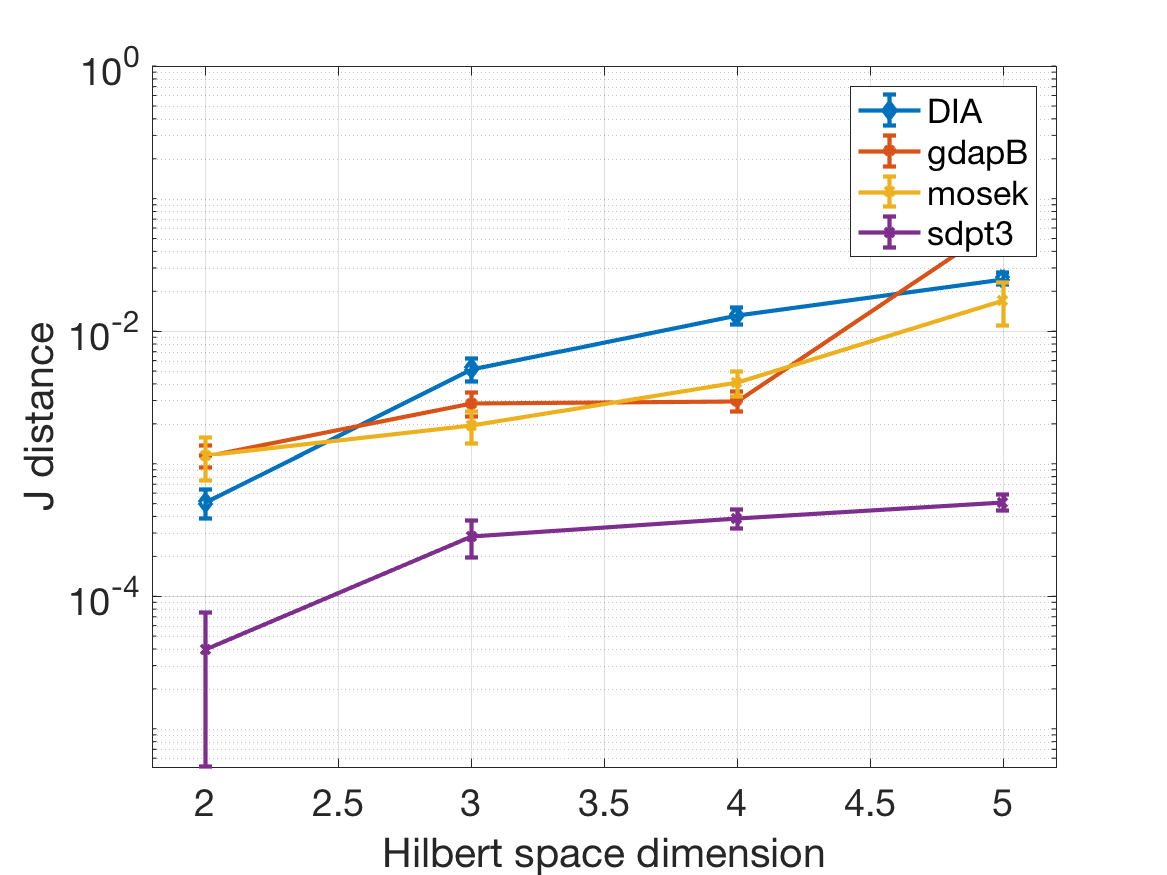 10^0
10^-2
10^-4
J distance
DIA
gdapB
mosek
sdpt3
2 2.5 3 3.5 4 4.5 5
Hilbert space dimension